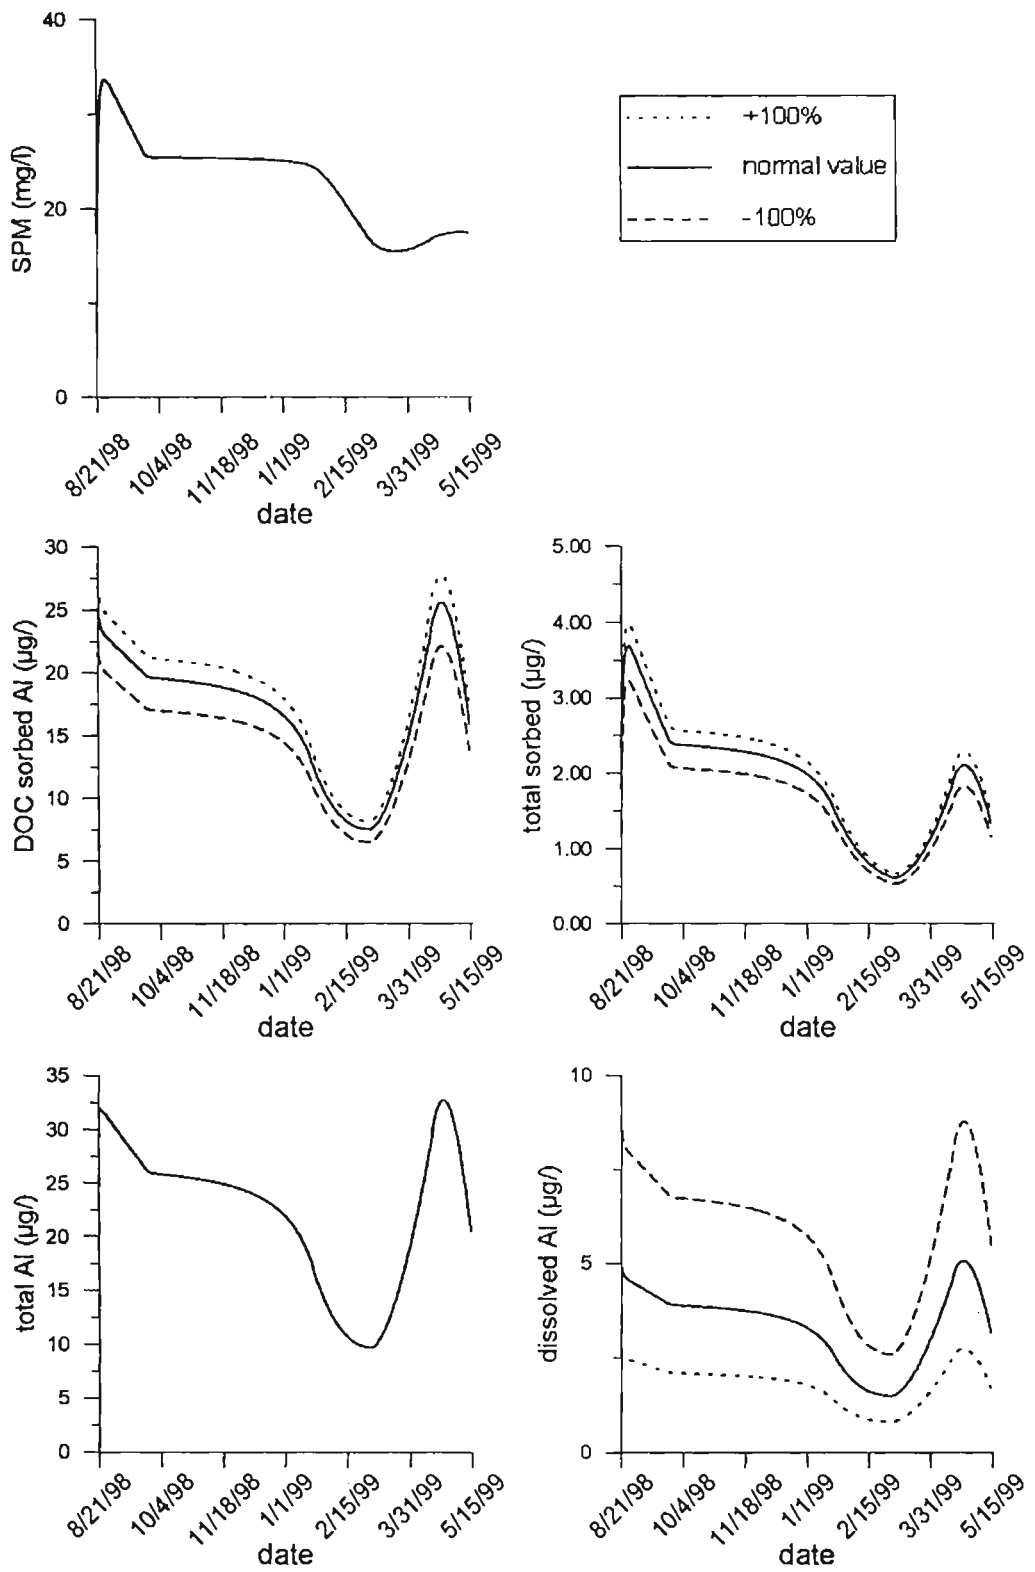 40
20
0
SPM (mg/l)
8/21/98 10/4/98 11/18/98 1/1/99 2/15/99 3/31/99 5/15/99
date
+100%
normal value
-100%
30
25
20
15
10
5
0
DOC sorbed Al (µg/)
8/21/98 10/4/98 11/18/98 1/1/99 2/15/99 3/31/99 5/15/99
date
5.00
4.00
3.00
2.00
1.00
0.00
total sorbed (µg/)
8/21/98 10/4/98 11/18/98 1/1/99 2/15/99 3/31/99 5/15/99
date
35
30
25
20
15
10
5
0
total Al (µg/)
8/21/98 10/4/98 11/18/98 1/1/99 2/15/99 3/31/99 5/15/99
date
10
5
0
dissolved Al (µg/)
8/21/98 10/4/98 11/18/98 1/1/99 2/15/99 3/31/99 5/15/99
date